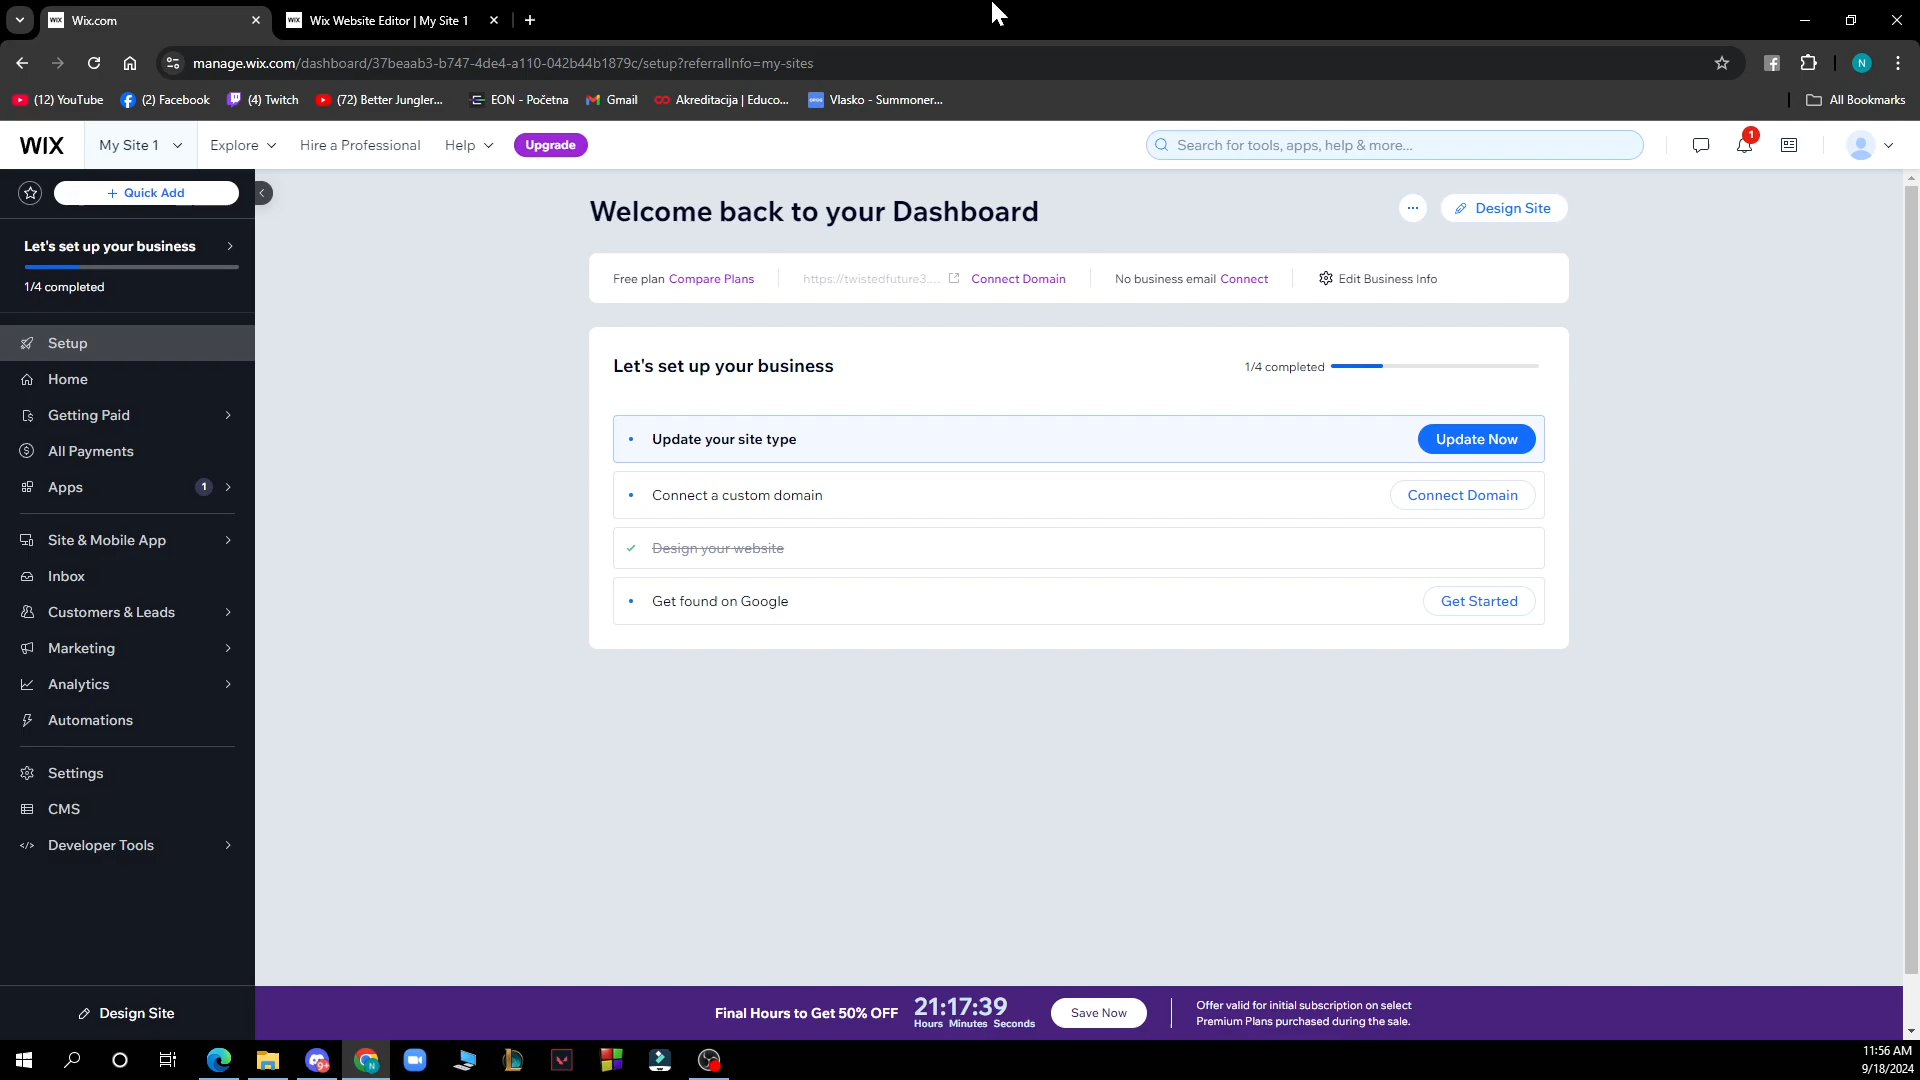 Wix.com
Wix Website Editor | My Site 1
manage.wix.com/dashboard/37beaab3-b747-4de4-a110-042b44b1879c/setup?referralInfo=my-sites
(12) YouTube
(2) Facebook
(4) Twitch
(72) Better Jungler...
EON - Početna
Gmail
Akreditacija | Educo...
Vlasko - Summoner...
All Bookmarks
N
WIX
My Site 1
Explore
Hire a Professional
Help
Upgrade
Search for tools, apps, help & more...
1
+ Quick Add
Let's set up your business
1/4 completed
Setup
Home
Getting Paid
All Payments
Apps 1
Site & Mobile App
Inbox
Customers & Leads
Marketing
Analytics
Automations
Settings
CMS
Developer Tools
Design Site
Welcome back to your Dashboard
... Design Site
Free plan Compare Plans
https://twistedfuture3.... Connect Domain
No business email Connect
Edit Business Info
Let's set up your business
1/4 completed
Update your site type
Update Now
Connect a custom domain
Connect Domain
Design your website
Get found on Google
Get Started
Final Hours to Get 50% OFF
21:17:39
Hours Minutes Seconds
Save Now
Offer valid for initial subscription on select
Premium Plans purchased during the sale.
9+
N
11:56 AM
9/18/2024